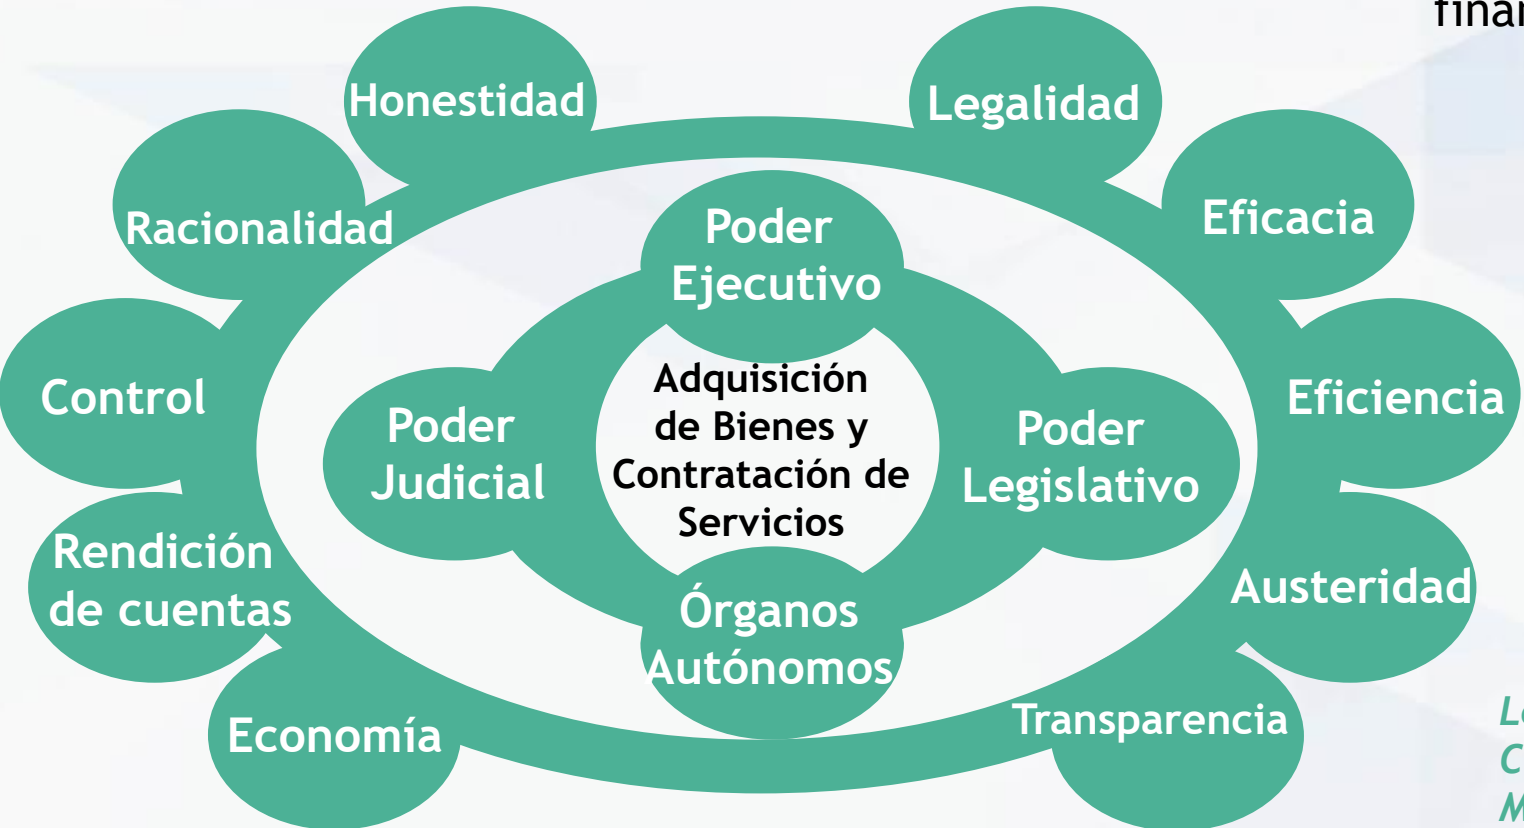 Honestidad
Legalidad
Racionalidad
Eficacia
Control
Eficiencia
Rendición
de cuentas
Austeridad
Economía
Transparencia
Poder
Ejecutivo
Poder
Judicial
Poder
Legislativo
Órganos
Autónomos
Adquisición
de Bienes y
Contratación de
Servicios